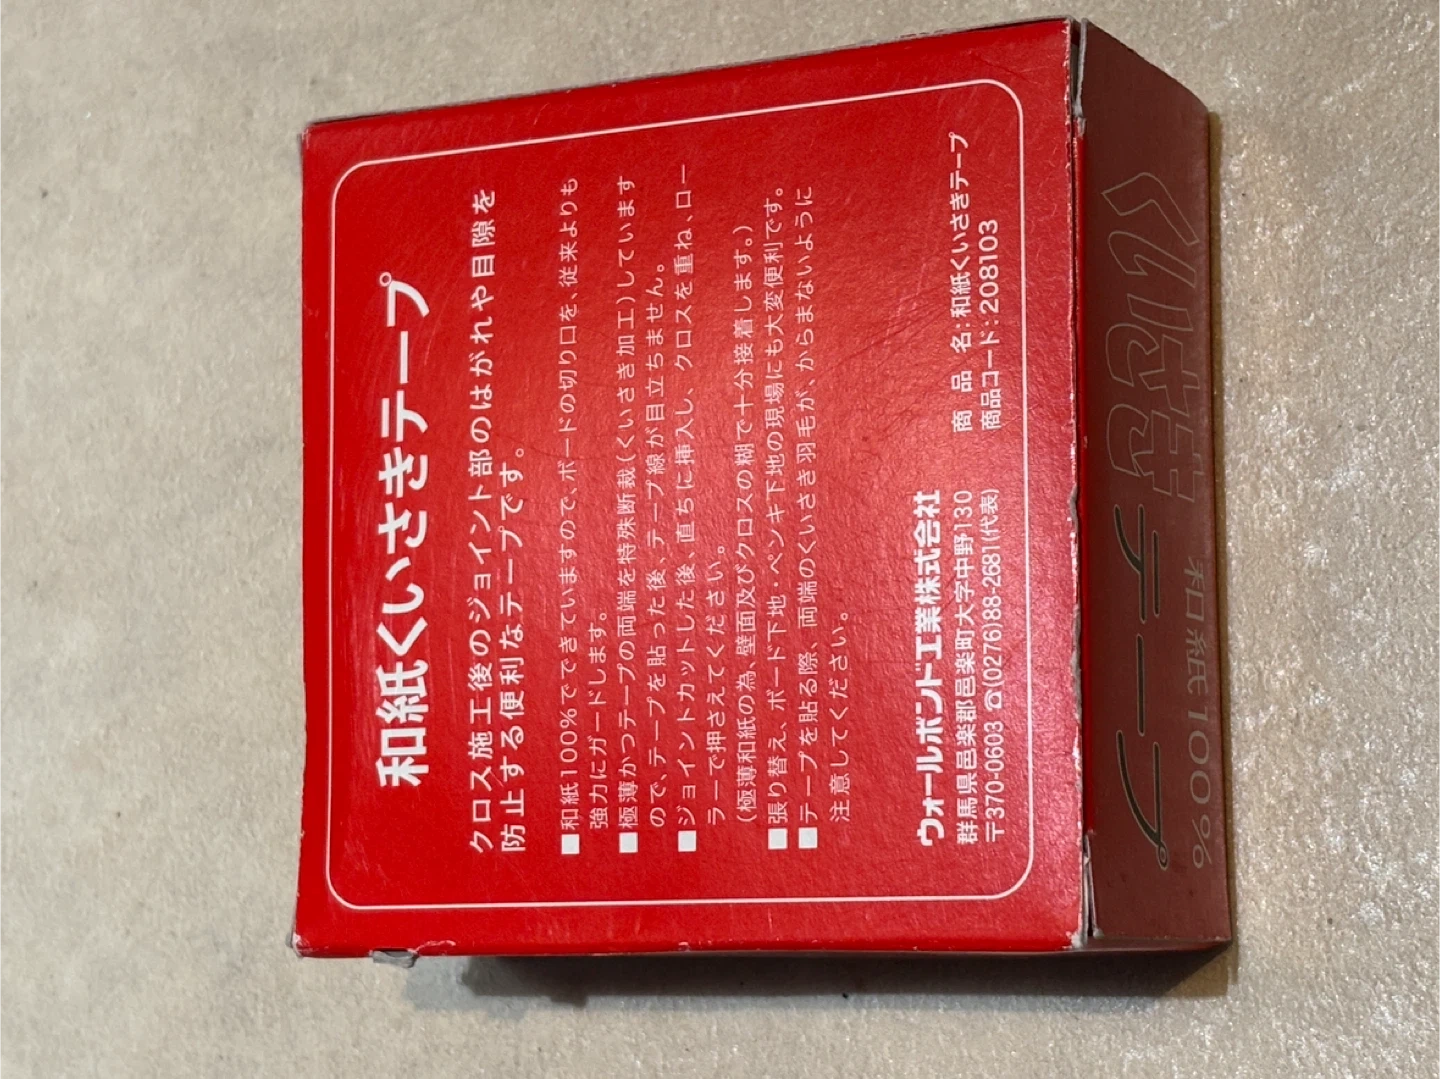 和紙くいさきテープ
クロス施工後のジョイント部のはがれや目隙を
防止する便利なテープです。
■和紙100%でできていますので、ボードの切り口を、従来よりも
強力にガードします。
■極薄かつテープの両端を特殊断裁(くいさき加工)しています
ので、テープを貼った後、テープ線が目立ちません。
■ジョイントカットした後、直ちに挿入し、クロスを重ね、ロー
ラーで押さえてください。
(極薄和紙の為、壁面及びクロスの糊で十分接着します。)
■張り替え、ボード下地・ペンキ下地の現場にも大変便利です。
■テープを貼る際、両端のくいさき羽毛が、からまないように
注意してください。
ウォールボンド工業株式会社
群馬県邑楽郡邑楽町大字中野130
〒370-0603 ☎(0276)88-2681(代表)
商品名:和紙くいさきテープ
商品コード:208103
くいさきテープ
和紙100%